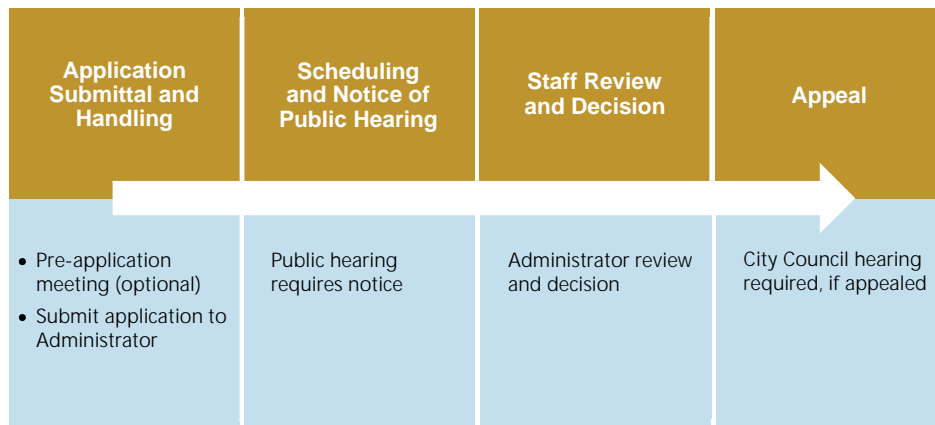 Application
Submittal and
Handling
Scheduling
and Notice of
Public Hearing
Staff Review
and Decision
Appeal
• Pre-application
meeting (optional)
• Submit application to
Administrator
Public hearing
requires notice
Administrator review
and decision
City Council hearing
required, if appealed